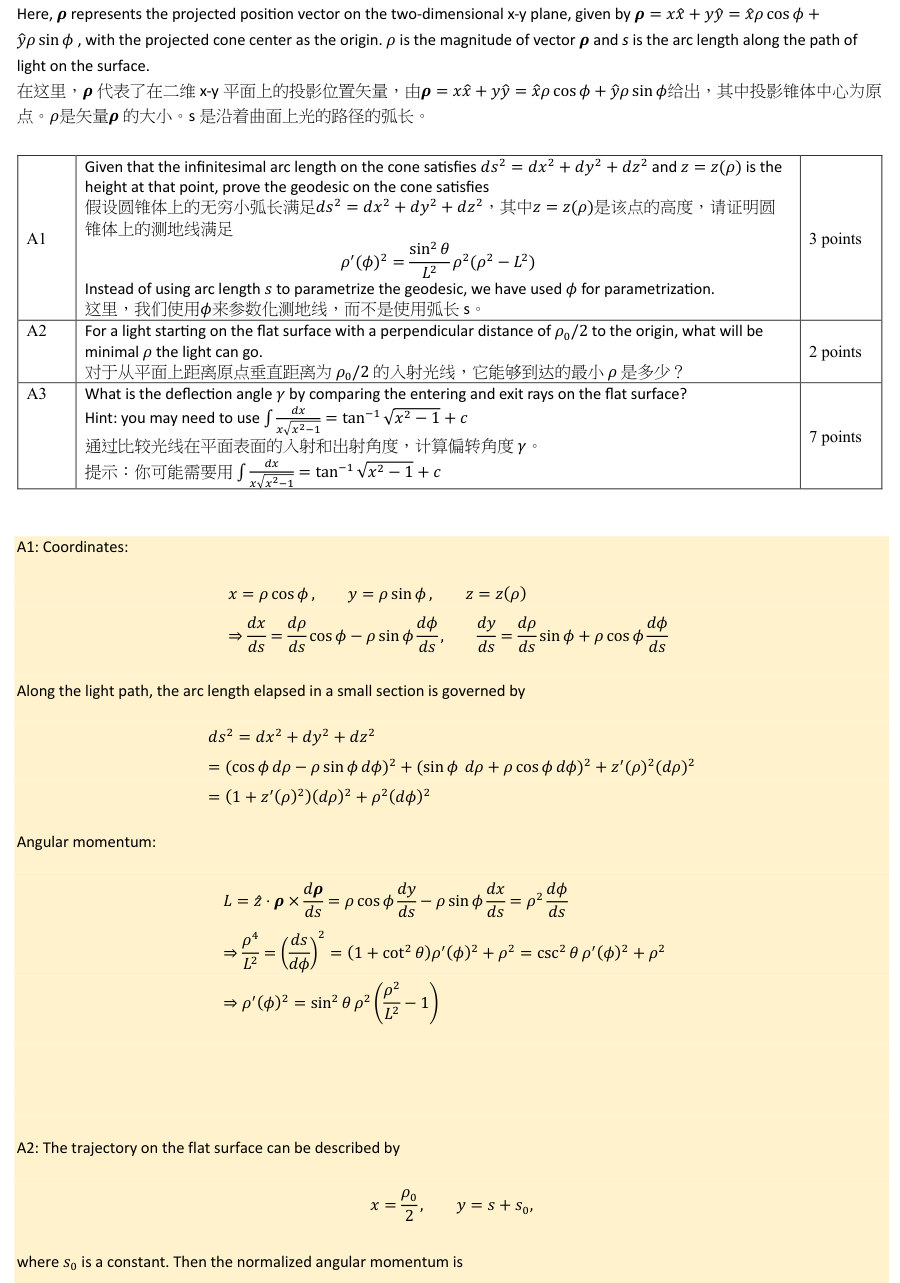 Here, ρ represents the projected position vector on the two-dimensional x-y plane, given by ρ = xx̂ + yŷ = x̂ρ cos ϕ +
ŷρ sin ϕ , with the projected cone center as the origin. ρ is the magnitude of vector ρ and s is the arc length along the path of
light on the surface.
在这里，ρ 代表了在二维 x-y 平面上的投影位置矢量，由ρ = xx̂ + yŷ = x̂ρ cos ϕ + ŷρ sin ϕ给出，其中投影锥体中心为原
点。ρ是矢量ρ 的大小。s 是沿着曲面上光的路径的弧长。
A1
Given that the infinitesimal arc length on the cone satisfies ds² = dx² + dy² + dz² and z = z(ρ) is the
height at that point, prove the geodesic on the cone satisfies
假设圆锥体上的无穷小弧长满足ds² = dx² + dy² + dz²，其中z = z(ρ)是该点的高度，请证明圆
锥体上的测地线满足
ρ′(ϕ)² = sin² θ / L² ρ²(ρ² − L²)
Instead of using arc length s to parametrize the geodesic, we have used ϕ for parametrization.
这里，我们使用ϕ来参数化测地线，而不是使用弧长 s。
3 points
A2
For a light starting on the flat surface with a perpendicular distance of ρ₀/2 to the origin, what will be
minimal ρ the light can go.
对于从平面上距离原点垂直距离为 ρ₀/2 的入射光线，它能够到达的最小 ρ 是多少？
2 points
A3
What is the deflection angle γ by comparing the entering and exit rays on the flat surface?
Hint: you may need to use ∫ dx / x√(x²−1) = tan⁻¹ √(x² − 1) + c
通过比较光线在平面表面的入射和出射角度，计算偏转角度 γ。
提示：你可能需要用 ∫ dx / x√(x²−1) = tan⁻¹ √(x² − 1) + c
7 points
A1: Coordinates:
x = ρ cos ϕ , y = ρ sin ϕ , z = z(ρ)
⇒ dx/ds = dρ/ds cos ϕ − ρ sin ϕ dϕ/ds , dy/ds = dρ/ds sin ϕ + ρ cos ϕ dϕ/ds
Along the light path, the arc length elapsed in a small section is governed by
ds² = dx² + dy² + dz²
= (cos ϕ dρ − ρ sin ϕ dϕ)² + (sin ϕ dρ + ρ cos ϕ dϕ)² + z′(ρ)²(dρ)²
= (1 + z′(ρ)²)(dρ)² + ρ²(dϕ)²
Angular momentum:
L = ẑ · ρ × dρ/ds = ρ cos ϕ dy/ds − ρ sin ϕ dx/ds = ρ² dϕ/ds
⇒ ρ⁴/L² = (ds/dϕ)² = (1 + cot² θ)ρ′(ϕ)² + ρ² = csc² θ ρ′(ϕ)² + ρ²
⇒ ρ′(ϕ)² = sin² θ ρ² (ρ²/L² − 1)
A2: The trajectory on the flat surface can be described by
x = ρ₀/2 , y = s + s₀,
where s₀ is a constant. Then the normalized angular momentum is